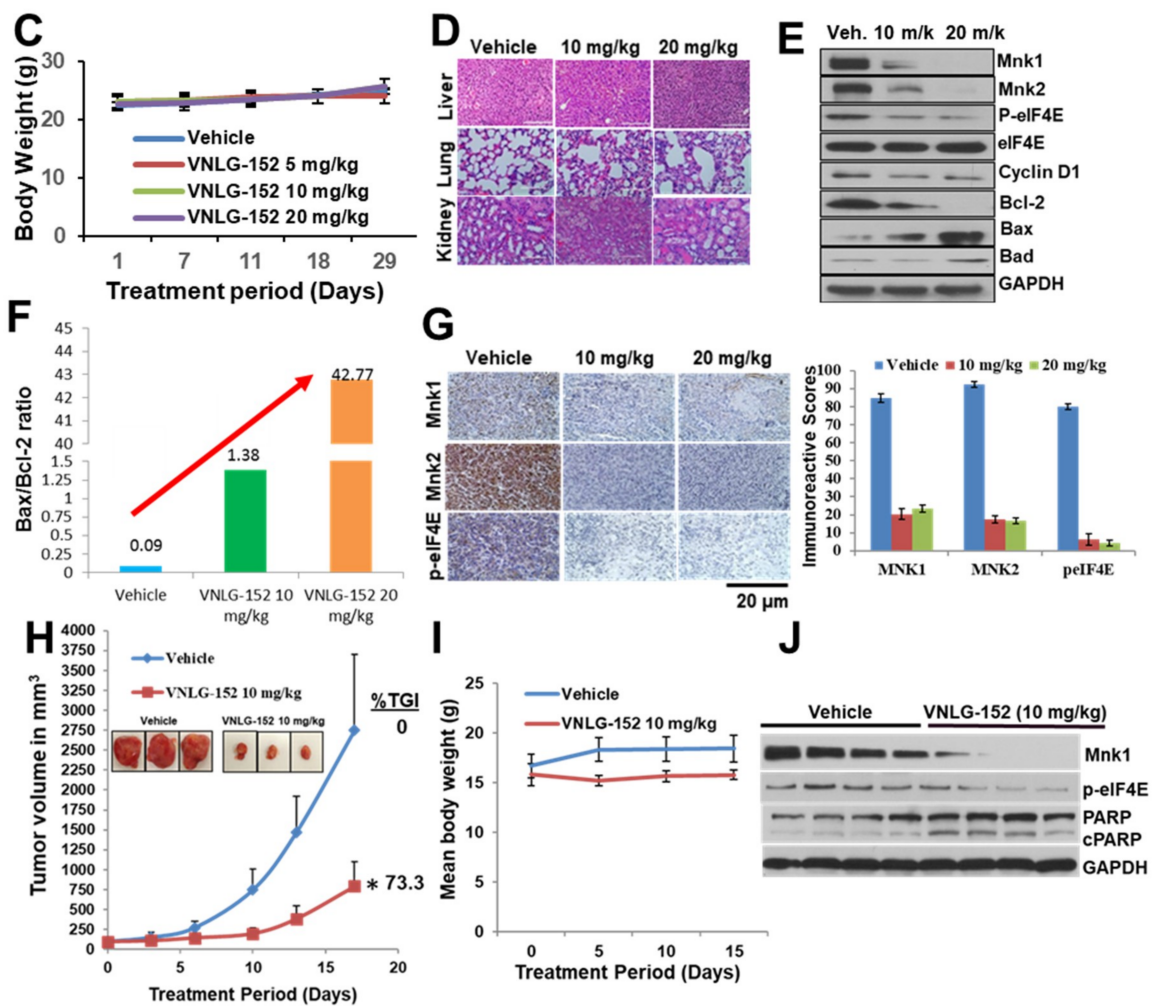 C
Body Weight (g)
30
20
10
0
Vehicle
VNLG-152 5 mg/kg
VNLG-152 10 mg/kg
VNLG-152 20 mg/kg
1 7 11 18 29
Treatment period (Days)
D
Vehicle 10 mg/kg 20 mg/kg
Liver
Lung
Kidney
E
Veh. 10 m/k 20 m/k
Mnk1
Mnk2
P-eIF4E
eIF4E
Cyclin D1
Bcl-2
Bax
Bad
GAPDH
F
Bax/Bcl-2 ratio
45
44
43
42
41
40
1.5
1.25
1
0.75
0.5
0.25
0
0.09
1.38
42.77
Vehicle VNLG-152 10 mg/kg VNLG-152 20 mg/kg
G
Vehicle 10 mg/kg 20 mg/kg
Mnk1
Mnk2
p-eIF4E
20 µm
Vehicle 10 mg/kg 20 mg/kg
Immunoreactive Scores
100
90
80
70
60
50
40
30
20
10
0
MNK1 MNK2 peIF4E
H
Tumor volume in mm3
4000
3750
3500
3250
3000
2750
2500
2250
2000
1750
1500
1250
1000
750
500
250
0
Vehicle
VNLG-152 10 mg/kg
Vehicle VNLG-152 10 mg/kg
%TGI
0
* 73.3
0 5 10 15 20
Treatment Period (Days)
I
Mean body weight (g)
25
20
15
10
5
0
Vehicle
VNLG-152 10 mg/kg
0 5 10 15
Treatment Period (Days)
J
Vehicle VNLG-152 (10 mg/kg)
Mnk1
p-eIF4E
PARP
cPARP
GAPDH